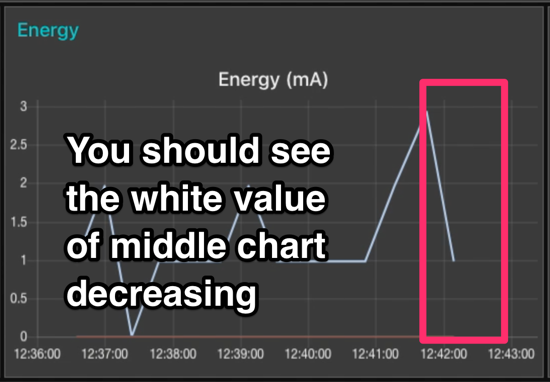 Energy
Energy (mA)
3
2.5
2
1.5
1
0.5
0
You should see
the white value
of middle chart
decreasing
12:36:00 12:37:00 12:38:00 12:39:00 12:40:00 12:41:00 12:42:00 12:43:00